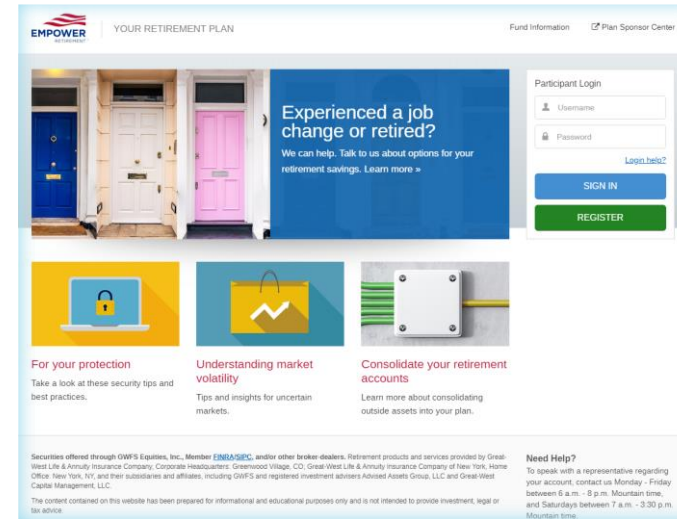 EMPOWER
RETIREMENT
YOUR RETIREMENT PLAN
Fund Information
Plan Sponsor Center
Experienced a job
change or retired?
We can help. Talk to us about options for your
retirement savings. Learn more »
Participant Login
Username
Password
Login help?
SIGN IN
REGISTER
For your protection
Take a look at these security tips and
best practices.
Understanding market
volatility
Tips and insights for uncertain
markets.
Consolidate your retirement
accounts
Learn more about consolidating
outside assets into your plan.
Securities offered through GWFS Equities, Inc., Member FINRA/SIPC, and/or other broker-dealers. Retirement products and services provided by Great-
West Life & Annuity Insurance Company, Corporate Headquarters: Greenwood Village, CO; Great-West Life & Annuity Insurance Company of New York, Home
Office: New York, NY, and their subsidiaries and affiliates, including GWFS and registered investment advisers Advised Assets Group, LLC and Great-West
Capital Management, LLC.
The content contained on this website has been prepared for informational and educational purposes only and is not intended to provide investment, legal or
tax advice.
Need Help?
To speak with a representative regarding
your account, contact us Monday - Friday
between 6 a.m. - 8 p.m. Mountain time,
and Saturdays between 7 a.m. - 3:30 p.m.
Mountain time.